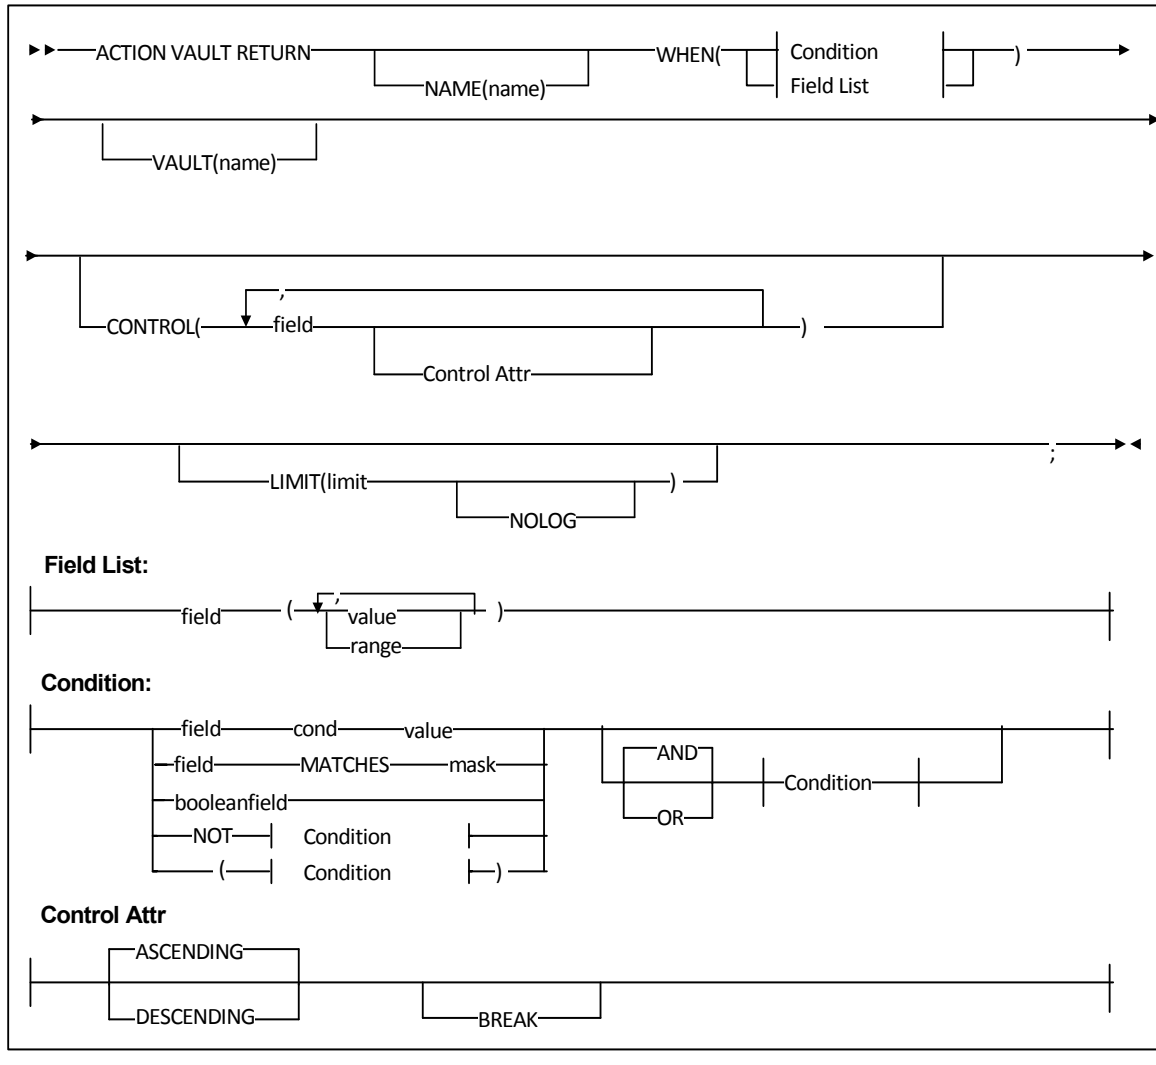 ACTION VAULT RETURN WHEN( Condition )
NAME(name) Field List
VAULT(name)
,
CONTROL( field )
Control Attr
;
LIMIT(limit )
NOLOG
Field List:
,
field ( value )
range
Condition:
field cond value
AND
field MATCHES mask
Condition
booleanfield
OR
NOT Condition
( Condition )
Control Attr
ASCENDING
DESCENDING BREAK